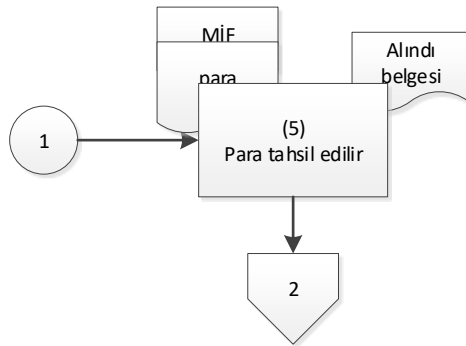 MİF
para
Alındı
belgesi
1
(5)
Para tahsil edilir
2